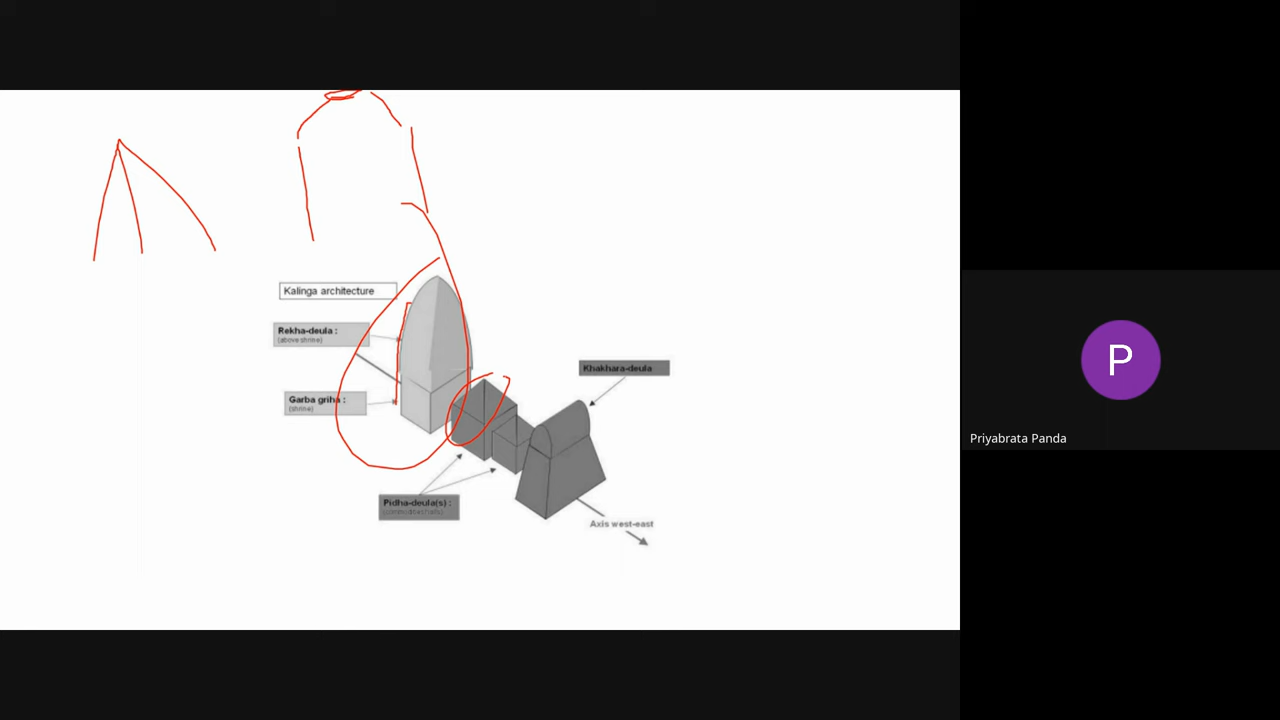 Kalinga architecture
Rekha-deula :
(above shrine)
Garba griha :
(shrine)
Khakhara-deula
Pidha-deula(s) :
Axis west-east
P
Priyabrata Panda